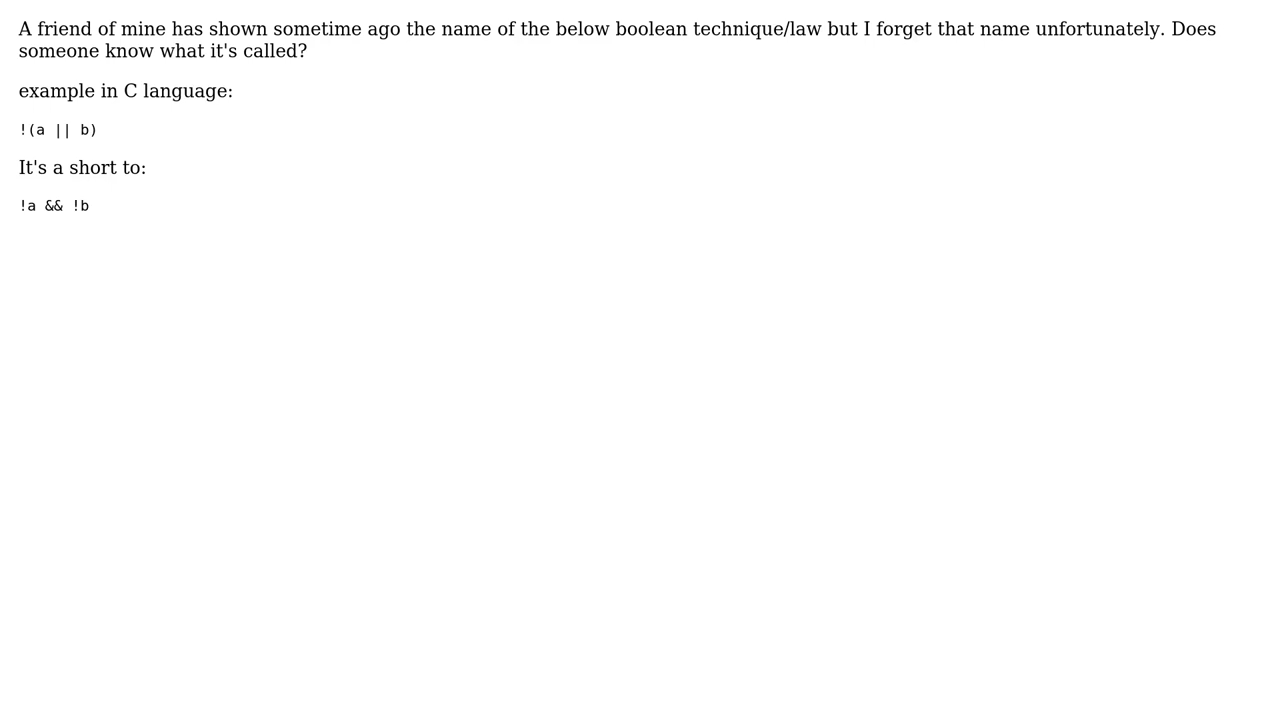 A friend of mine has shown sometime ago the name of the below boolean technique/law but I forget that name unfortunately. Does
someone know what it's called?
example in C language:
!(a || b)
It's a short to:
!a && !b